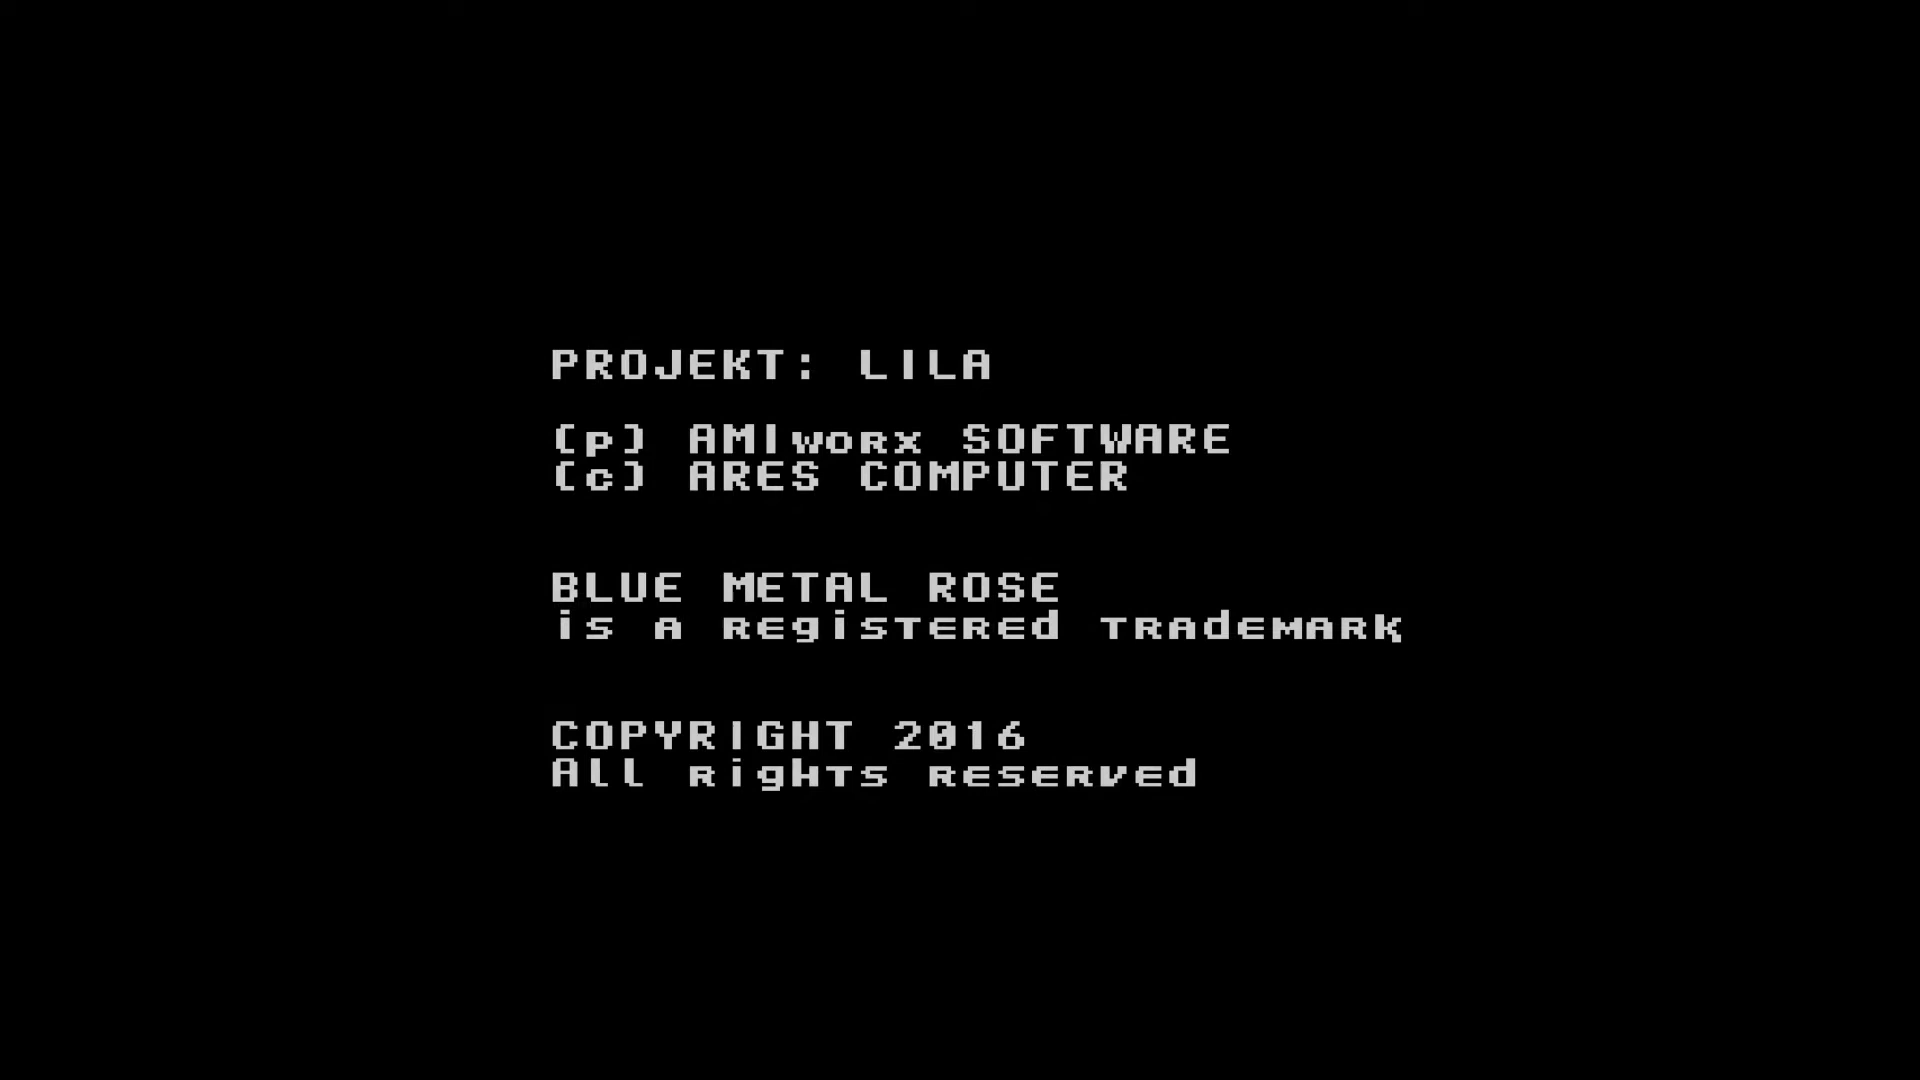 PROJEKT: LILA
(p) AMIworx SOFTWARE
(c) ARES COMPUTER
BLUE METAL ROSE
is a registered trademark
COPYRIGHT 2016
All rights reserved